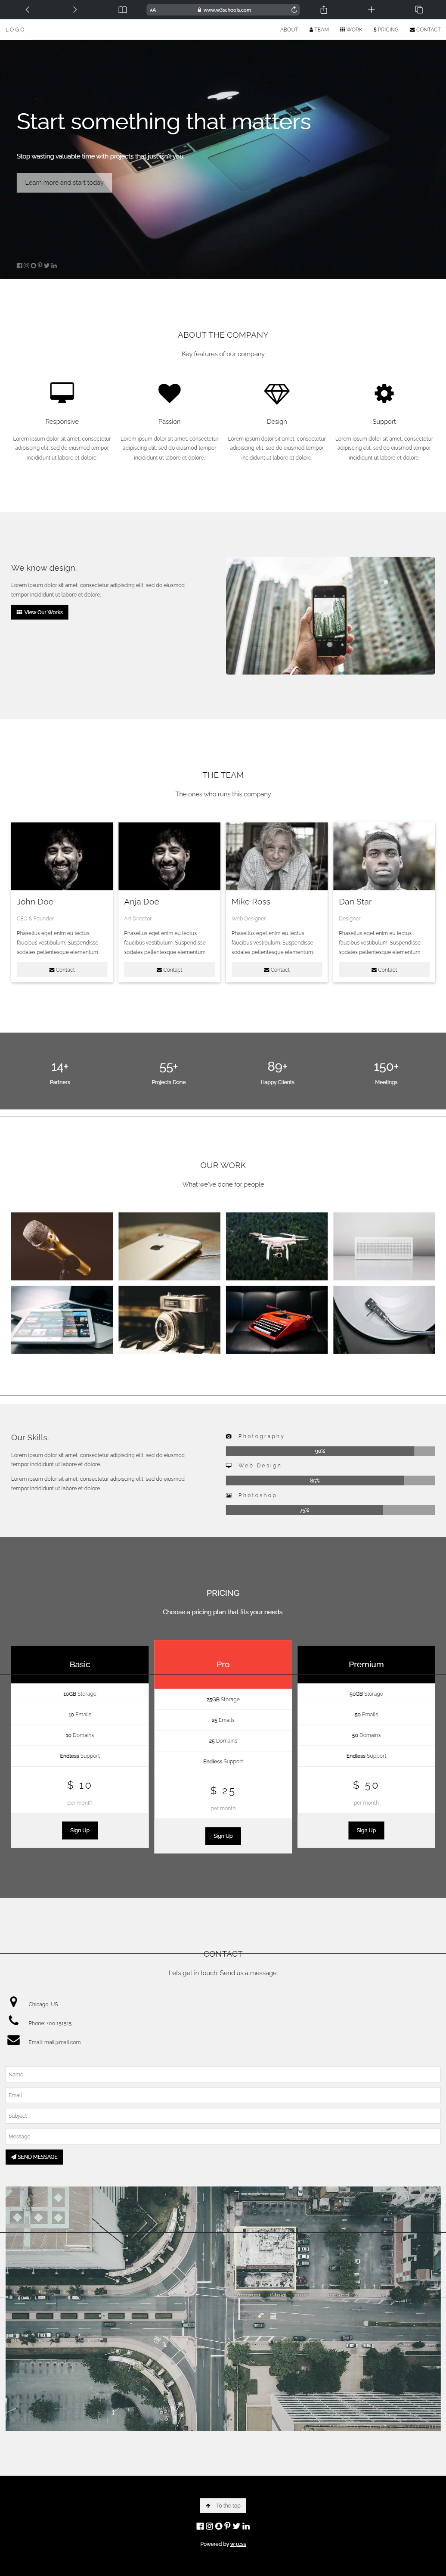 AA www.w3schools.com
LOGO ABOUT TEAM WORK $ PRICING CONTACT
Start something that matters
Stop wasting valuable time with projects that just isn't you.
Learn more and start today
ABOUT THE COMPANY
Key features of our company
Responsive
Lorem ipsum dolor sit amet, consectetur
adipiscing elit, sed do eiusmod tempor
incididunt ut labore et dolore.
Passion
Lorem ipsum dolor sit amet, consectetur
adipiscing elit, sed do eiusmod tempor
incididunt ut labore et dolore.
Design
Lorem ipsum dolor sit amet, consectetur
adipiscing elit, sed do eiusmod tempor
incididunt ut labore et dolore.
Support
Lorem ipsum dolor sit amet, consectetur
adipiscing elit, sed do eiusmod tempor
incididunt ut labore et dolore.
We know design.
Lorem ipsum dolor sit amet, consectetur adipiscing elit, sed do eiusmod
tempor incididunt ut labore et dolore.
View Our Works
THE TEAM
The ones who runs this company
John Doe
CEO & Founder
Phasellus eget enim eu lectus
faucibus vestibulum. Suspendisse
sodales pellentesque elementum.
Contact
Anja Doe
Art Director
Phasellus eget enim eu lectus
faucibus vestibulum. Suspendisse
sodales pellentesque elementum.
Contact
Mike Ross
Web Designer
Phasellus eget enim eu lectus
faucibus vestibulum. Suspendisse
sodales pellentesque elementum.
Contact
Dan Star
Designer
Phasellus eget enim eu lectus
faucibus vestibulum. Suspendisse
sodales pellentesque elementum.
Contact
14+
Partners
55+
Projects Done
89+
Happy Clients
150+
Meetings
OUR WORK
What we've done for people
Our Skills.
Lorem ipsum dolor sit amet, consectetur adipiscing elit, sed do eiusmod
tempor incididunt ut labore et dolore.
Lorem ipsum dolor sit amet, consectetur adipiscing elit, sed do eiusmod
tempor incididunt ut labore et dolore.
Photography
90%
Web Design
85%
Photoshop
75%
PRICING
Choose a pricing plan that fits your needs.
Basic
10GB Storage
10 Emails
10 Domains
Endless Support
$ 10
per month
Sign Up
Pro
25GB Storage
25 Emails
25 Domains
Endless Support
$ 25
per month
Sign Up
Premium
50GB Storage
50 Emails
50 Domains
Endless Support
$ 50
per month
Sign Up
CONTACT
Lets get in touch. Send us a message:
Chicago, US
Phone: +00 151515
Email: mail@mail.com
Name
Email
Subject
Message
SEND MESSAGE
To the top
Powered by w3.css